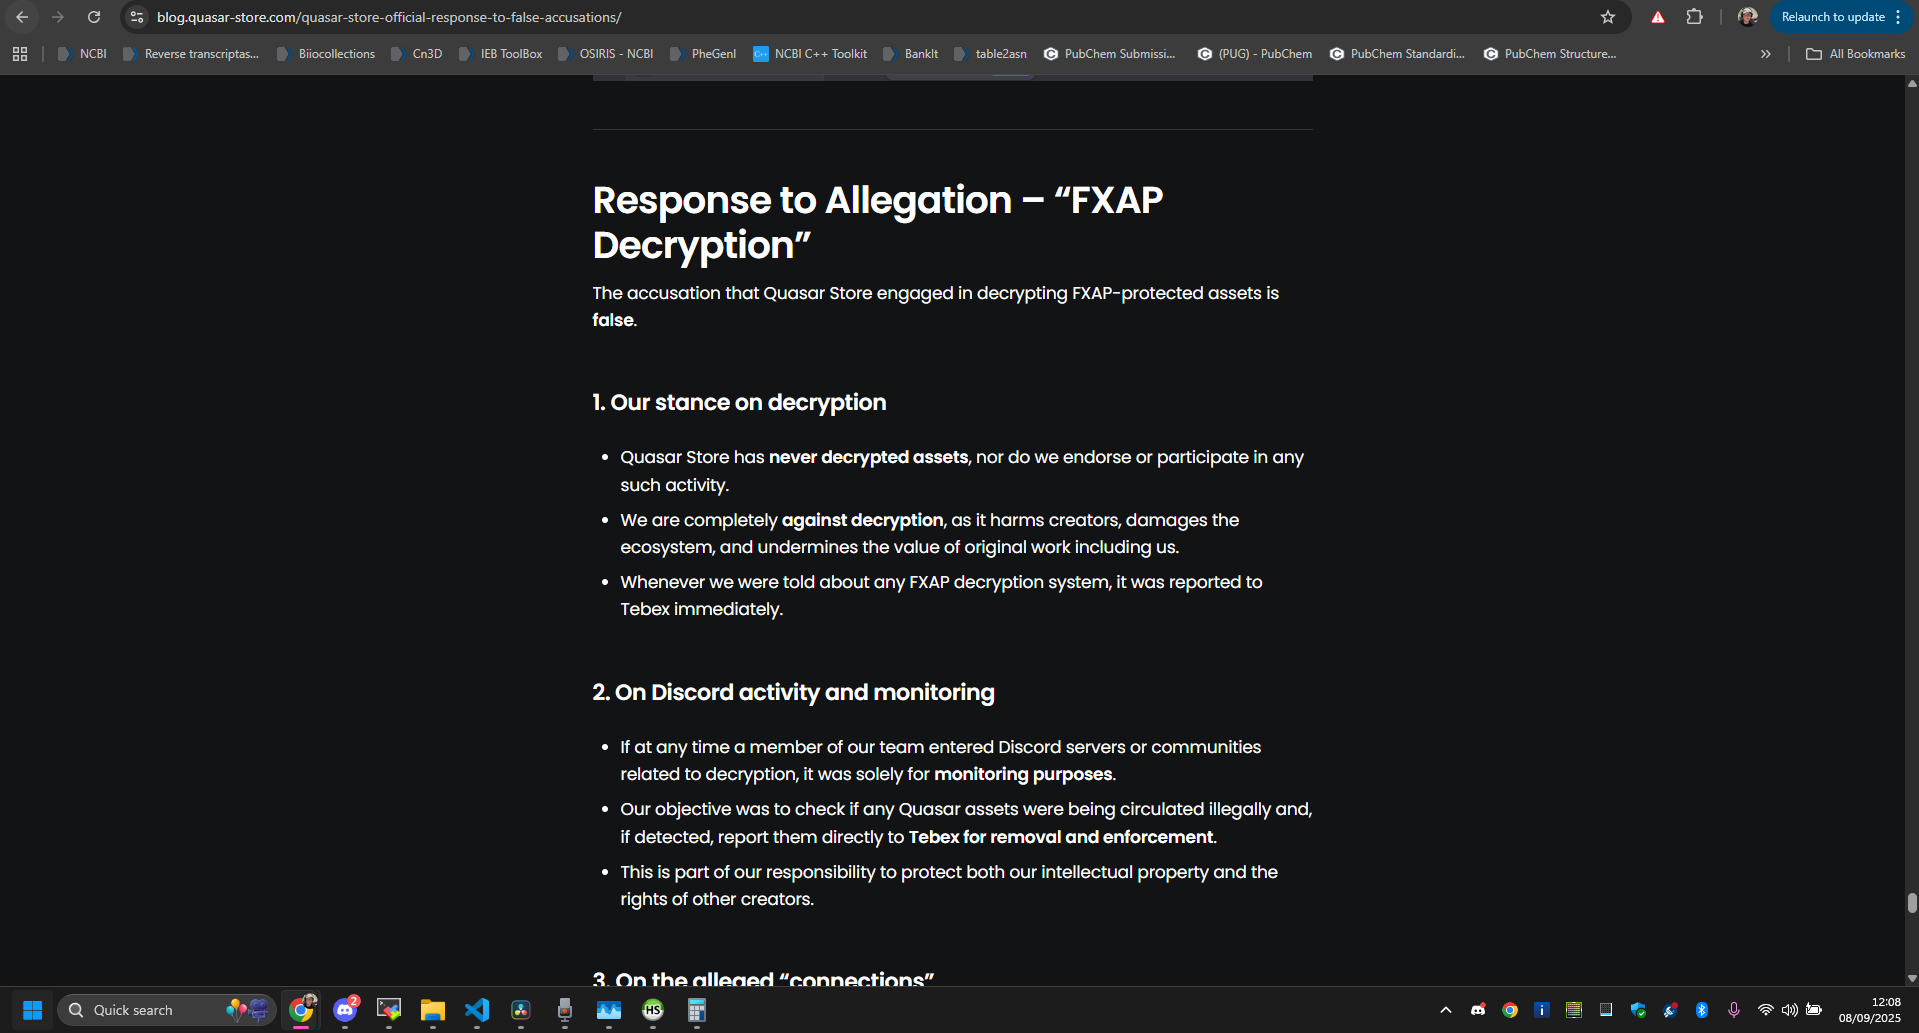 blog.quasar-store.com/quasar-store-official-response-to-false-accusations/
Relaunch to update
NCBI
Reverse transcriptas...
Biiocollections
Cn3D
IEB ToolBox
OSIRIS - NCBI
PheGenI
C++
NCBI C++ Toolkit
BankIt
table2asn
PubChem Submissi...
(PUG) - PubChem
PubChem Standardi...
PubChem Structure...
»
All Bookmarks
Response to Allegation – “FXAP
Decryption”
The accusation that Quasar Store engaged in decrypting FXAP-protected assets is
false.
1. Our stance on decryption
• Quasar Store has never decrypted assets, nor do we endorse or participate in any
such activity.
• We are completely against decryption, as it harms creators, damages the
ecosystem, and undermines the value of original work including us.
• Whenever we were told about any FXAP decryption system, it was reported to
Tebex immediately.
2. On Discord activity and monitoring
• If at any time a member of our team entered Discord servers or communities
related to decryption, it was solely for monitoring purposes.
• Our objective was to check if any Quasar assets were being circulated illegally and,
if detected, report them directly to Tebex for removal and enforcement.
• This is part of our responsibility to protect both our intellectual property and the
rights of other creators.
3. On the alleged “connections”
Quick search
2
HS
12:08
08/09/2025